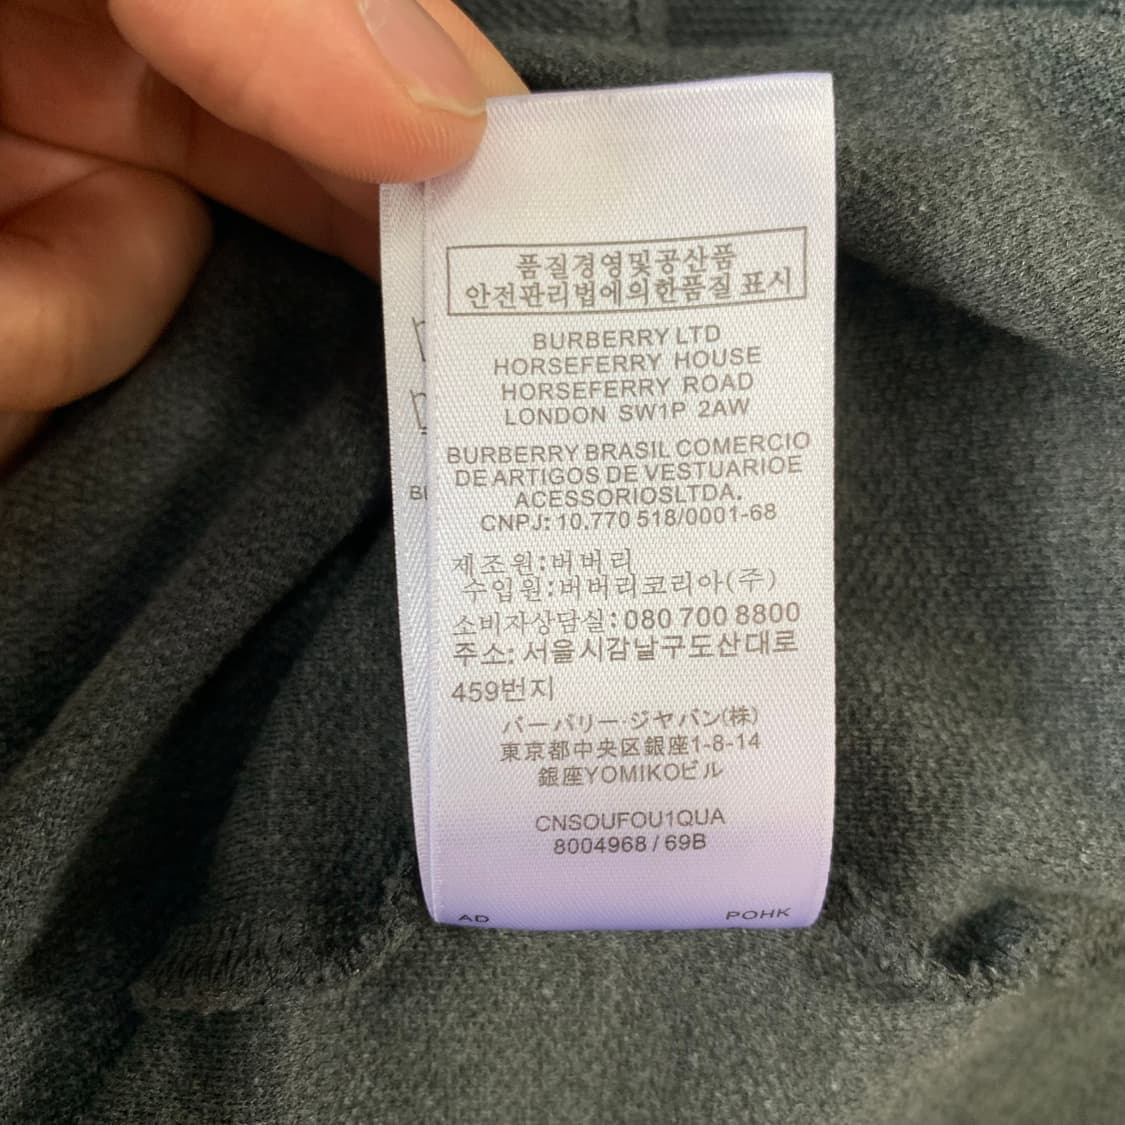 품질경영및공산품
안전판리법에의한품질표시
BURBERRY LTD
HORSEFERRY HOUSE
HORSEFERRY ROAD
LONDON SW1P 2AW
BURBERRY BRASIL COMERCIO
DE ARTIGOS DE VESTUARIOE
ACESSORIOSLTDA.
CNPJ: 10.770 518/0001-68
제조원:버버리
수입원:버버리코리아(주)
소비자상담실: 080 700 8800
주소: 서울시감날구도산대로
459번지
バーバリー·ジャバン(株)
東京都中央区銀座1-8-14
銀座YOMIKOビル
CNSOUFOU1QUA
8004968 / 69B
AD POHK